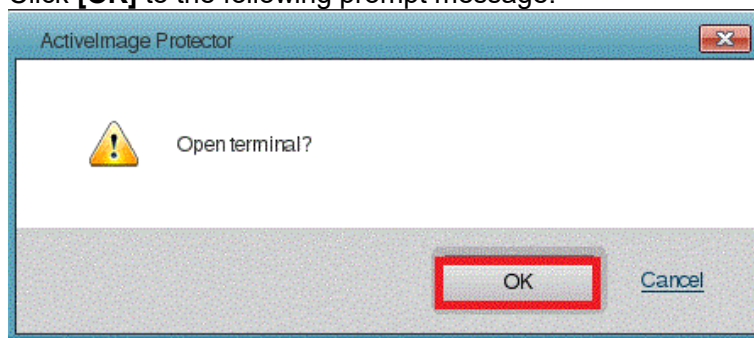 Click [OK] to the following prompt message.
ActiveImage Protector
Open terminal?
OK
Cancel